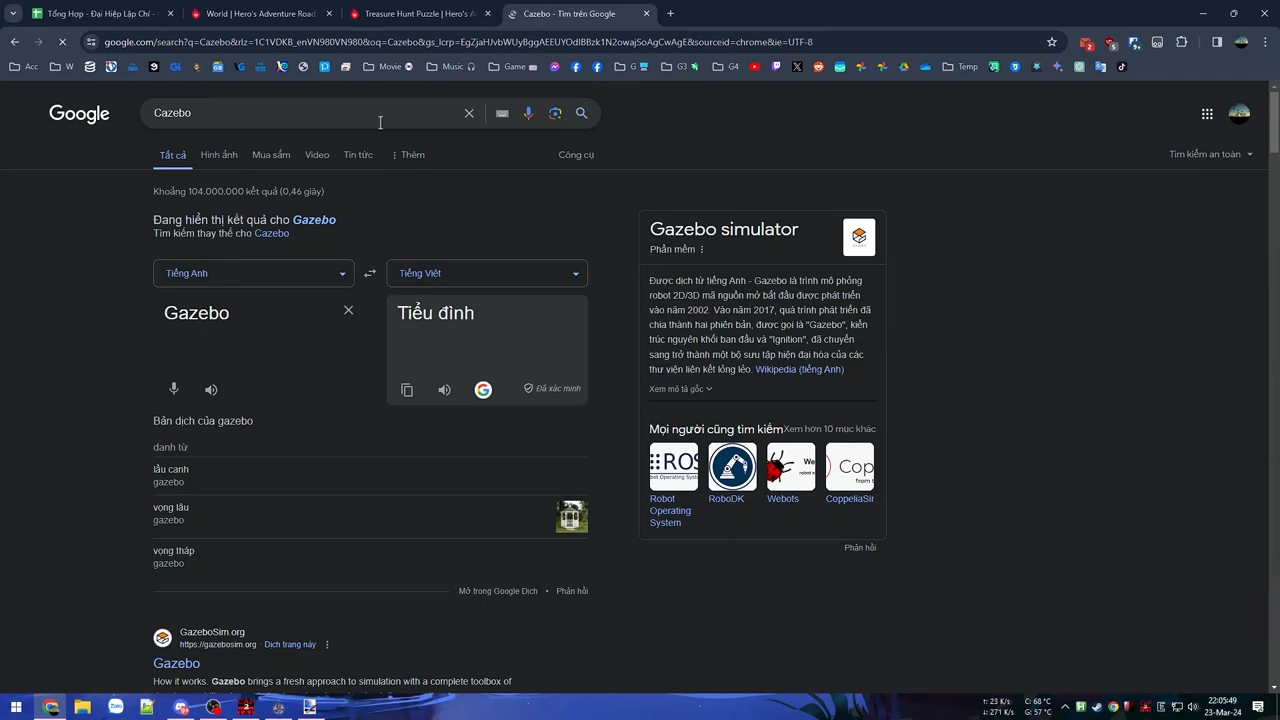 Tổng Hợp - Đại Hiệp Lập Chí -
World | Hero's Adventure Road
Treasure Hunt Puzzle | Hero's A
Cazebo - Tìm trên Google
google.com/search?q=Cazebo&rlz=1C1VDKB_enVN980VN980&oq=Cazebo&gs_lcrp=EgZjaHJvbWUyBggAEEUYOdIBBzk1N2owajSoAgCwAgE&sourceid=chrome&ie=UTF-8
Acc W Movie Music Game G G3 G4 Temp
Google
Cazebo
Tất cả Hình ảnh Mua sắm Video Tin tức Thêm Công cụ Tìm kiếm an toàn
Khoảng 104.000.000 kết quả (0,46 giây)
Đang hiển thị kết quả cho Gazebo
Tìm kiếm thay thế cho Cazebo
Tiếng Anh Tiếng Việt
Gazebo Tiểu đình
Đã xác minh
Bản dịch của gazebo
danh từ
lầu canh
gazebo
vọng lâu
gazebo
vọng tháp
gazebo
Mở trong Google Dịch • Phản hồi
GazeboSim.org
https://gazebosim.org · Dịch trang này
Gazebo
How it works. Gazebo brings a fresh approach to simulation with a complete toolbox of
Gazebo simulator
Phần mềm
Được dịch từ tiếng Anh - Gazebo là trình mô phỏng
robot 2D/3D mã nguồn mở bắt đầu được phát triển
vào năm 2002. Vào năm 2017, quá trình phát triển đã
chia thành hai phiên bản, được gọi là "Gazebo", kiến
trúc nguyên khối ban đầu và "Ignition", đã chuyển
sang trở thành một bộ sưu tập hiện đại hóa của các
thư viện liên kết lỏng lẻo. Wikipedia (tiếng Anh)
Xem mô tả gốc
Mọi người cũng tìm kiếm Xem hơn 10 mục khác
Robot
Operating
System
RoboDK
Webots
CoppeliaSir
Phản hồi
Zalo
t: 23 K/s C: 68 °C
↓: 271 K/s G: 57 °C
22:05:49
23-Mar-24